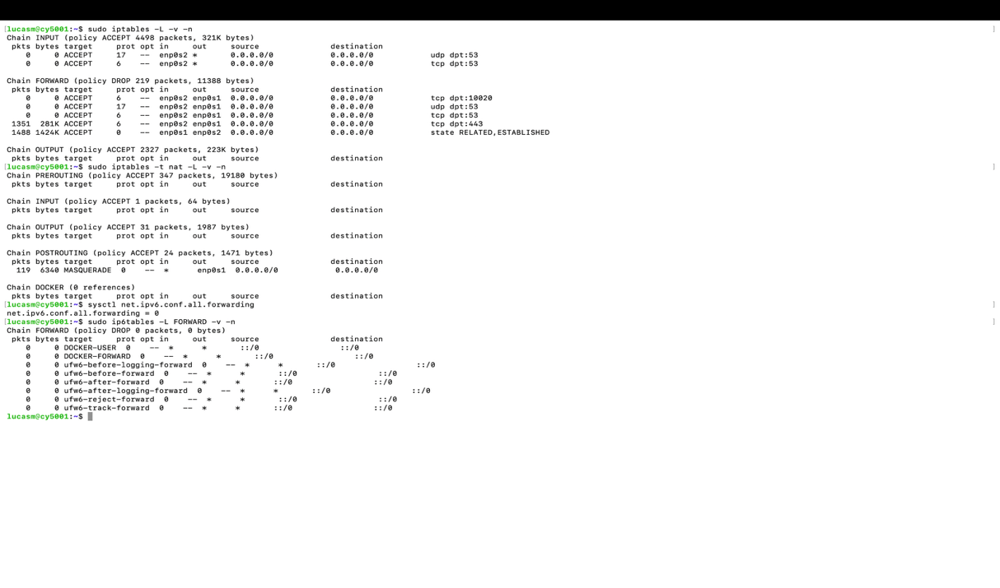 [lucasm@cy5001:~$ sudo iptables -L -v -n ]
Chain INPUT (policy ACCEPT 4498 packets, 321K bytes)
pkts bytes target prot opt in out source destination
0 0 ACCEPT 17 -- enp0s2 * 0.0.0.0/0 0.0.0.0/0 udp dpt:53
0 0 ACCEPT 6 -- enp0s2 * 0.0.0.0/0 0.0.0.0/0 tcp dpt:53
Chain FORWARD (policy DROP 219 packets, 11388 bytes)
pkts bytes target prot opt in out source destination
0 0 ACCEPT 6 -- enp0s2 enp0s1 0.0.0.0/0 0.0.0.0/0 tcp dpt:10020
0 0 ACCEPT 17 -- enp0s2 enp0s1 0.0.0.0/0 0.0.0.0/0 udp dpt:53
0 0 ACCEPT 6 -- enp0s2 enp0s1 0.0.0.0/0 0.0.0.0/0 tcp dpt:53
1351 281K ACCEPT 6 -- enp0s2 enp0s1 0.0.0.0/0 0.0.0.0/0 tcp dpt:443
1488 1424K ACCEPT 0 -- enp0s1 enp0s2 0.0.0.0/0 0.0.0.0/0 state RELATED,ESTABLISHED
Chain OUTPUT (policy ACCEPT 2327 packets, 223K bytes)
pkts bytes target prot opt in out source destination
[lucasm@cy5001:~$ sudo iptables -t nat -L -v -n ]
Chain PREROUTING (policy ACCEPT 347 packets, 19180 bytes)
pkts bytes target prot opt in out source destination
Chain INPUT (policy ACCEPT 1 packets, 64 bytes)
pkts bytes target prot opt in out source destination
Chain OUTPUT (policy ACCEPT 31 packets, 1987 bytes)
pkts bytes target prot opt in out source destination
Chain POSTROUTING (policy ACCEPT 24 packets, 1471 bytes)
pkts bytes target prot opt in out source destination
119 6340 MASQUERADE 0 -- * enp0s1 0.0.0.0/0 0.0.0.0/0
Chain DOCKER (0 references)
pkts bytes target prot opt in out source destination
[lucasm@cy5001:~$ sysctl net.ipv6.conf.all.forwarding ]
net.ipv6.conf.all.forwarding = 0
[lucasm@cy5001:~$ sudo ip6tables -L FORWARD -v -n ]
Chain FORWARD (policy DROP 0 packets, 0 bytes)
pkts bytes target prot opt in out source destination
0 0 DOCKER-USER 0 -- * * ::/0 ::/0
0 0 DOCKER-FORWARD 0 -- * * ::/0 ::/0
0 0 ufw6-before-logging-forward 0 -- * * ::/0 ::/0
0 0 ufw6-before-forward 0 -- * * ::/0 ::/0
0 0 ufw6-after-forward 0 -- * * ::/0 ::/0
0 0 ufw6-after-logging-forward 0 -- * * ::/0 ::/0
0 0 ufw6-reject-forward 0 -- * * ::/0 ::/0
0 0 ufw6-track-forward 0 -- * * ::/0 ::/0
lucasm@cy5001:~$